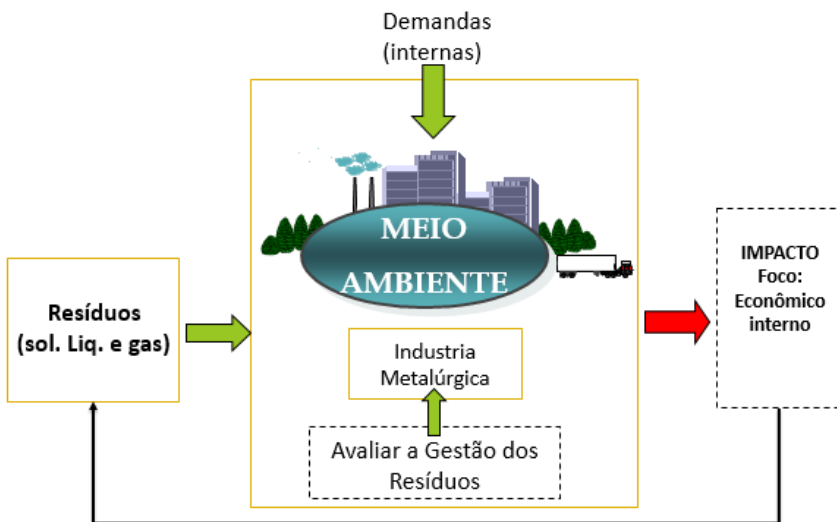 Demandas
(internas)
MEIO
AMBIENTE
Resíduos
(sol. Liq. e gas)
Industria
Metalúrgica
Avaliar a Gestão dos
Resíduos
IMPACTO
Foco:
Econômico
interno